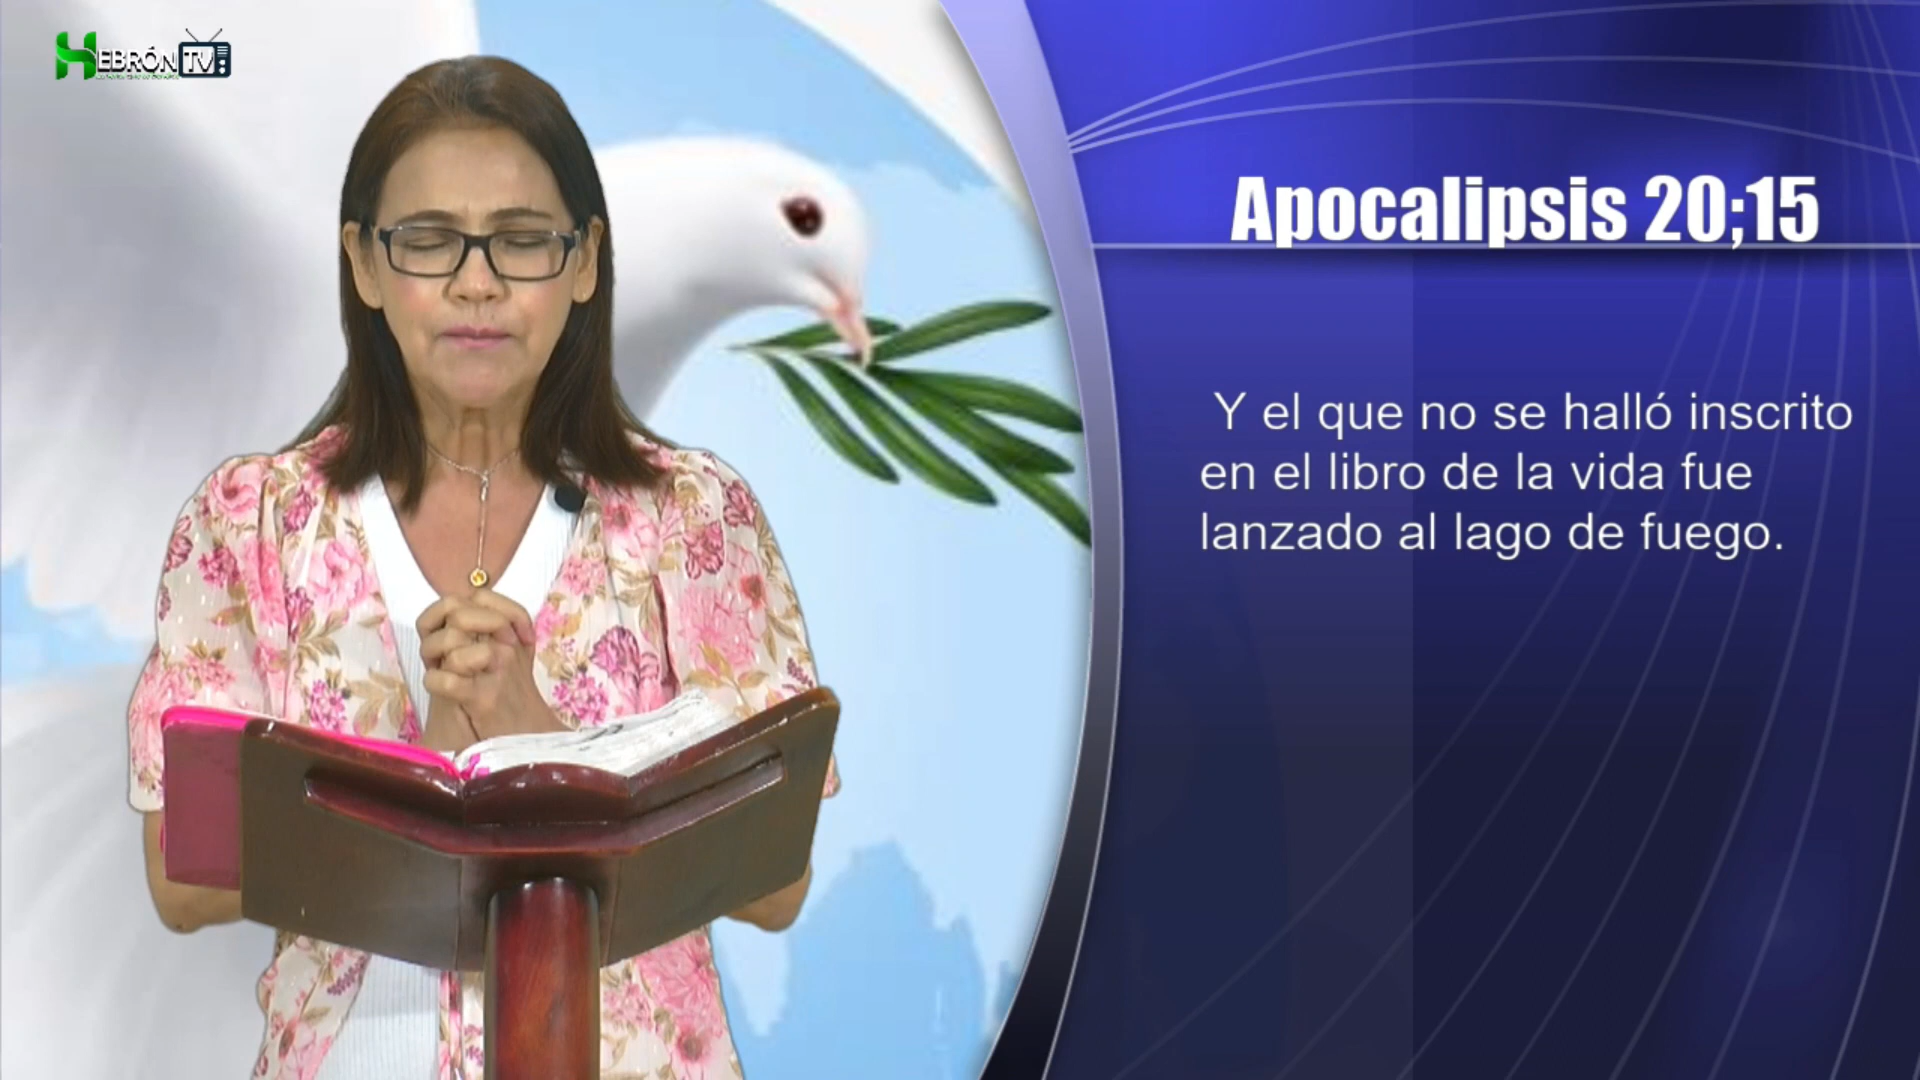 HEBRÓN TV
Apocalipsis 20;15
Y el que no se halló inscrito
en el libro de la vida fue
lanzado al lago de fuego.